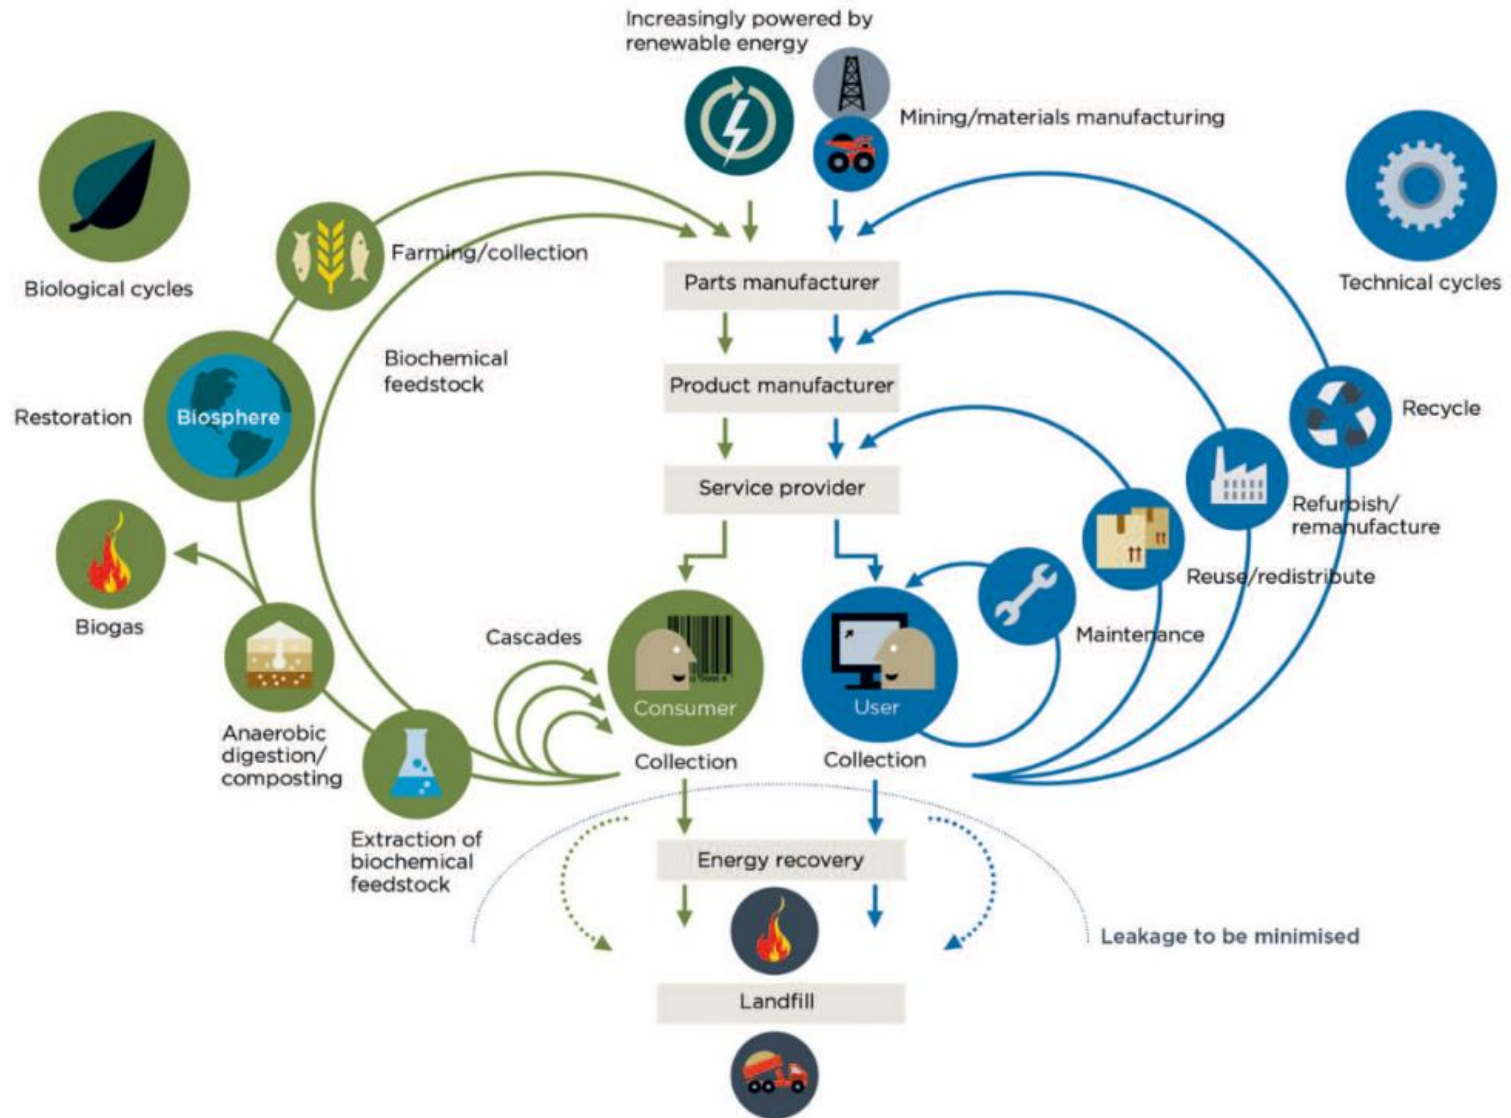 Increasingly powered by
renewable energy
Mining/materials manufacturing
Biological cycles
Farming/collection
Technical cycles
Parts manufacturer
Biochemical
feedstock
Product manufacturer
Restoration
Biosphere
Recycle
Service provider
Refurbish/
remanufacture
Reuse/redistribute
Biogas
Cascades
Maintenance
Consumer
User
Anaerobic
digestion/
composting
Collection
Collection
Extraction of
biochemical
feedstock
Energy recovery
Leakage to be minimised
Landfill